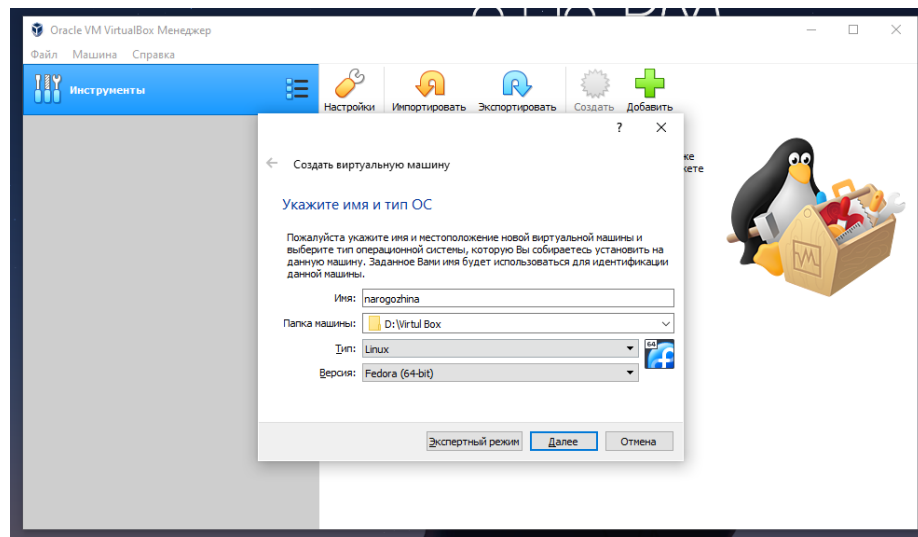 Oracle VM VirtualBox Менеджер
Файл Машина Справка
Инструменты
Настройки Импортировать Экспортировать Создать Добавить
? 
Создать виртуальную машину
Укажите имя и тип ОС
Пожалуйста укажите имя и местоположение новой виртуальной машины и
выберите тип операционной системы, которую Вы собираетесь установить на
данную машину. Заданное Вами имя будет использоваться для идентификации
данной машины.
Имя: narogozhina
Папка машины: D:\Virtul Box
Тип: Linux
64
Версия: Fedora (64-bit)
Экспертный режим Далее Отмена